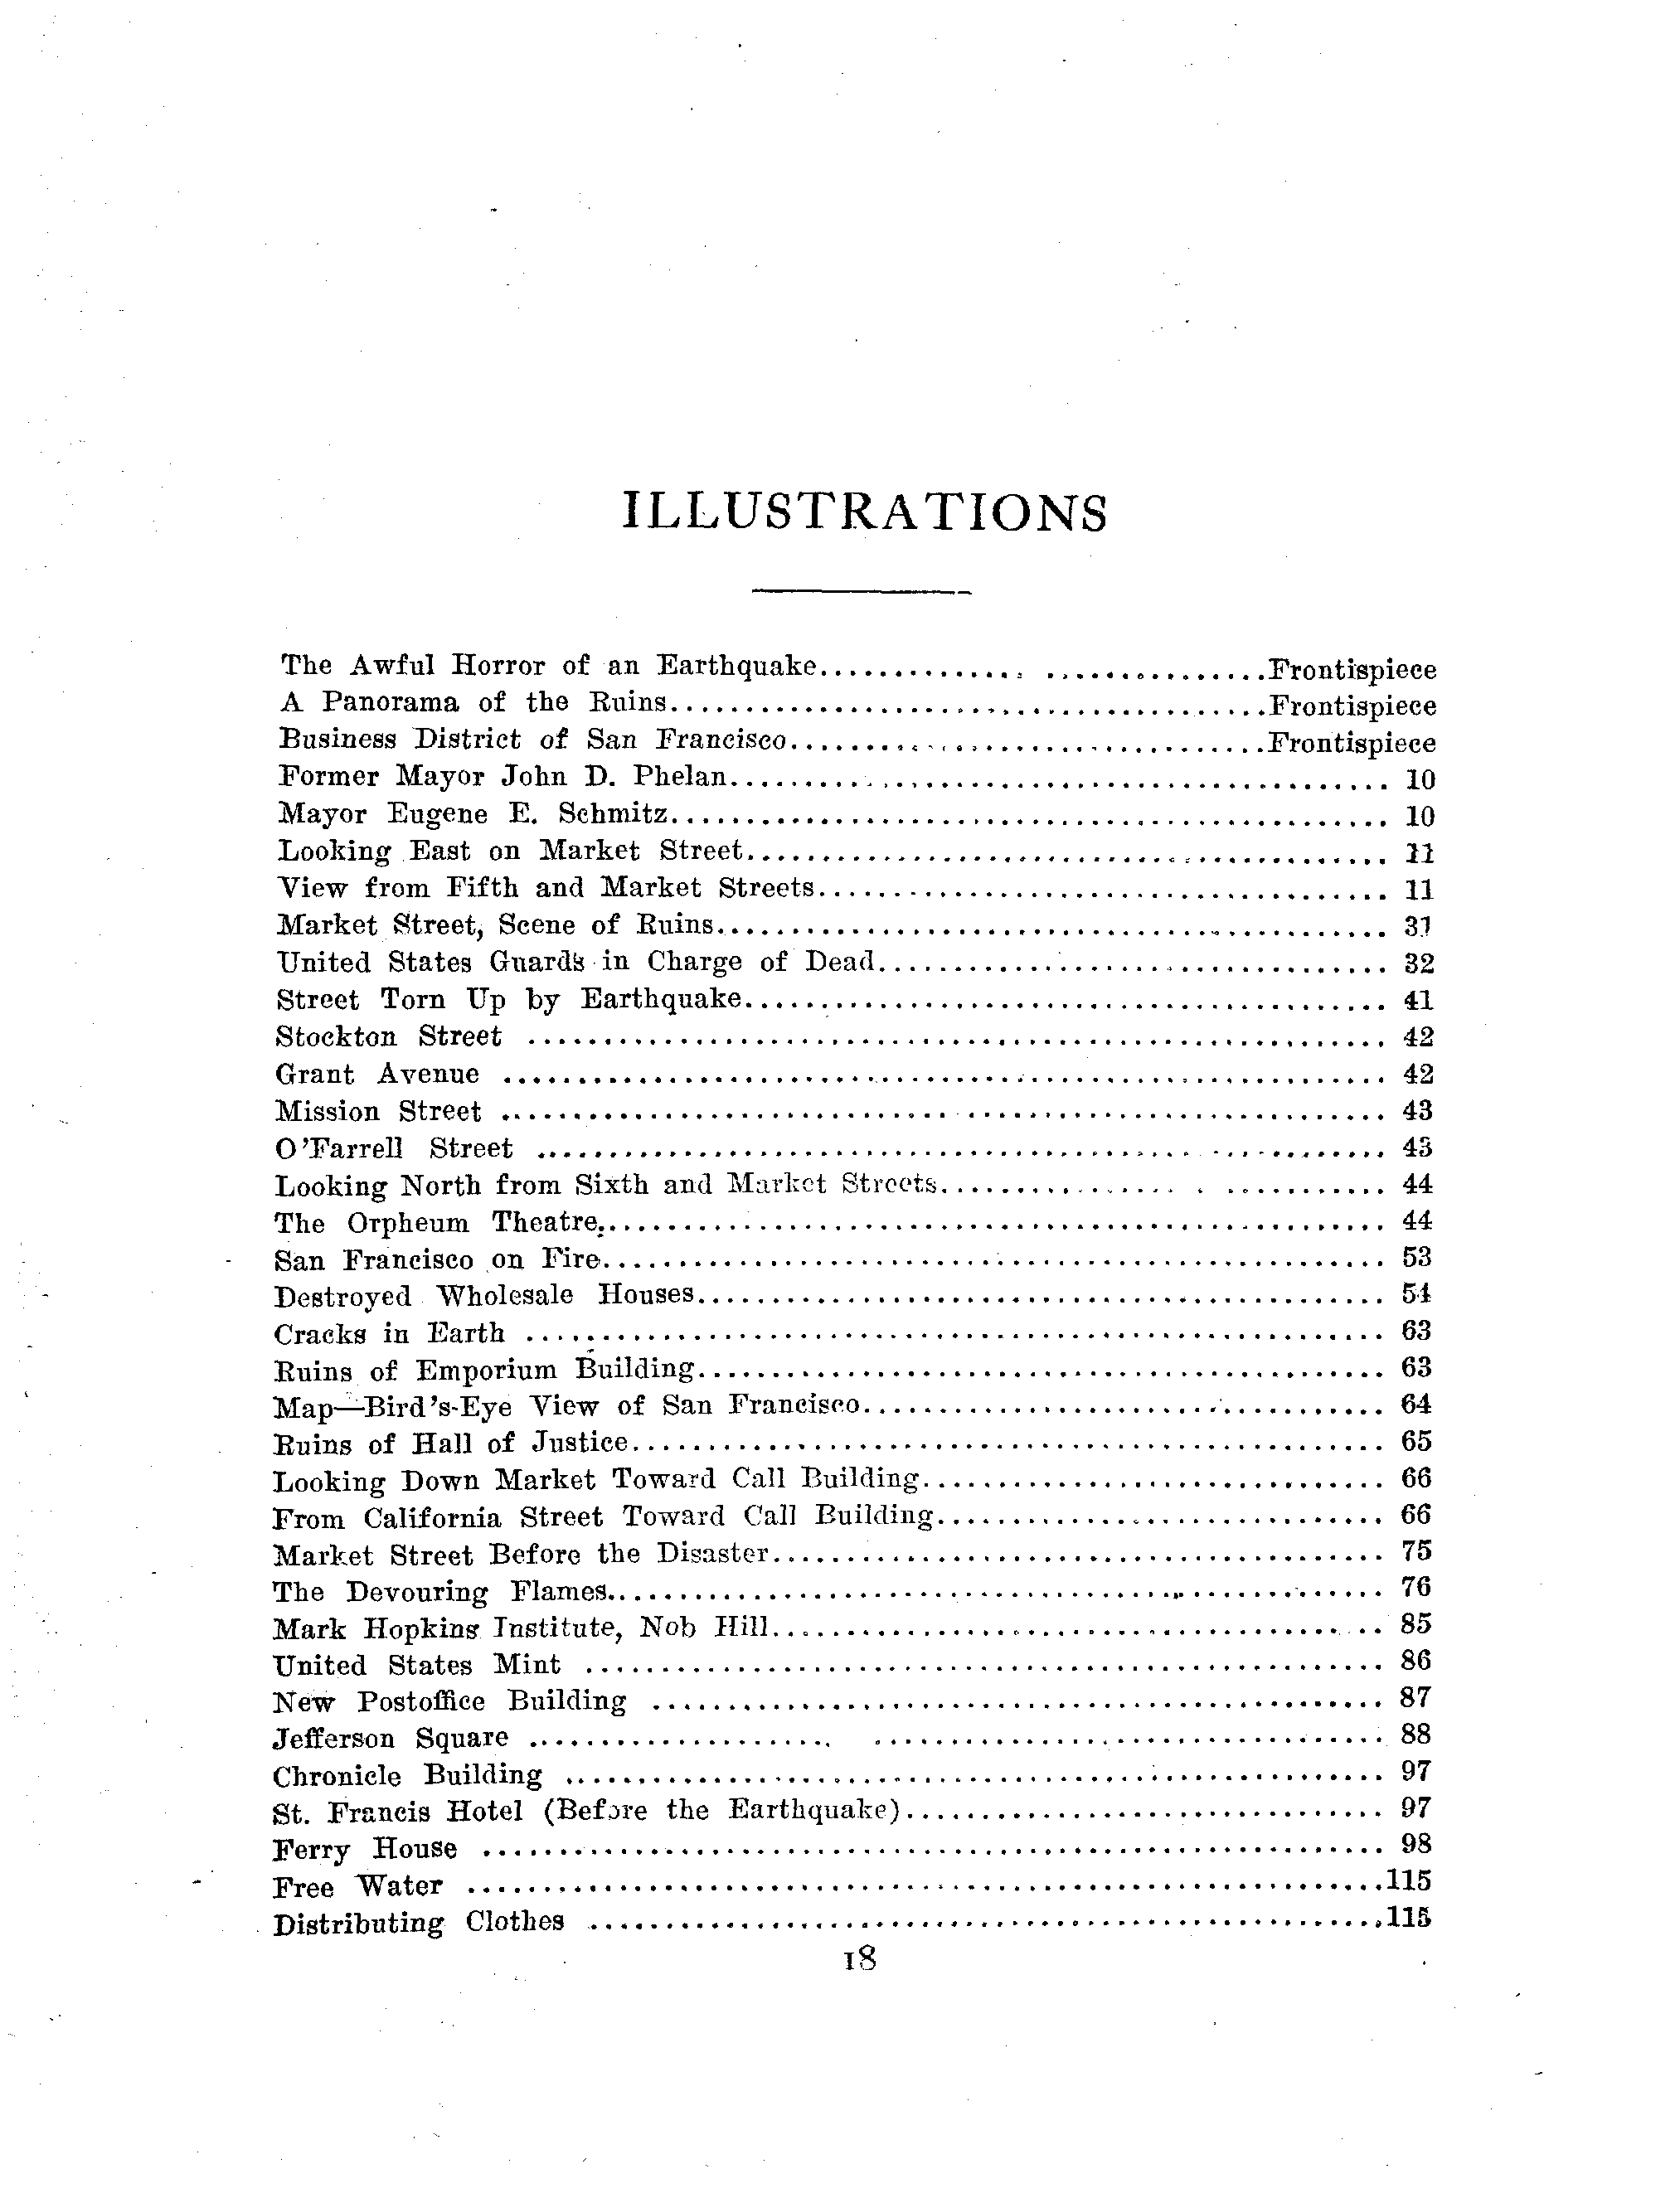 ILLUSTRATIONS
The Awful Horror of an Earthquake.............. ...............Frontispiece
A Panorama of the Ruins........................................Frontispiece
Business District of San Francisco................................Frontispiece
Former Mayor John D. Phelan............................................ 10
Mayor Eugene E. Schmitz................................................ 10
Looking East on Market Street........................................... 11
View from Fifth and Market Streets...................................... 11
Market Street, Scene of Ruins............................................. 31
United States Guards in Charge of Dead.................................. 32
Street Torn Up by Earthquake........................................... 41
Stockton Street ......................................................... 42
Grant Avenue ........................................................... 42
Mission Street ........................................................... 43
O'Farrell Street ......................................................... 43
Looking North from Sixth and Market Streets................ . ........... 44
The Orpheum Theatre.................................................... 44
San Francisco on Fire.................................................... 53
Destroyed Wholesale Houses.............................................. 54
Cracks in Earth ......................................................... 63
Ruins of Emporium Building.............................................. 63
Map—Bird's-Eye View of San Francisco................................... 64
Ruins of Hall of Justice.................................................. 65
Looking Down Market Toward Call Building............................... 66
From California Street Toward Call Building.............................. 66
Market Street Before the Disaster......................................... 75
The Devouring Flames.................................................... 76
Mark Hopkins Institute, Nob Hill......................................... 85
United States Mint ..................................................... 86
New Postoffice Building ................................................. 87
Jefferson Square .................... .................................. 88
Chronicle Building ...................................................... 97
St. Francis Hotel (Before the Earthquake)................................ 97
Ferry House ............................................................ 98
Free Water .............................................................115
Distributing Clothes .....................................................115
18